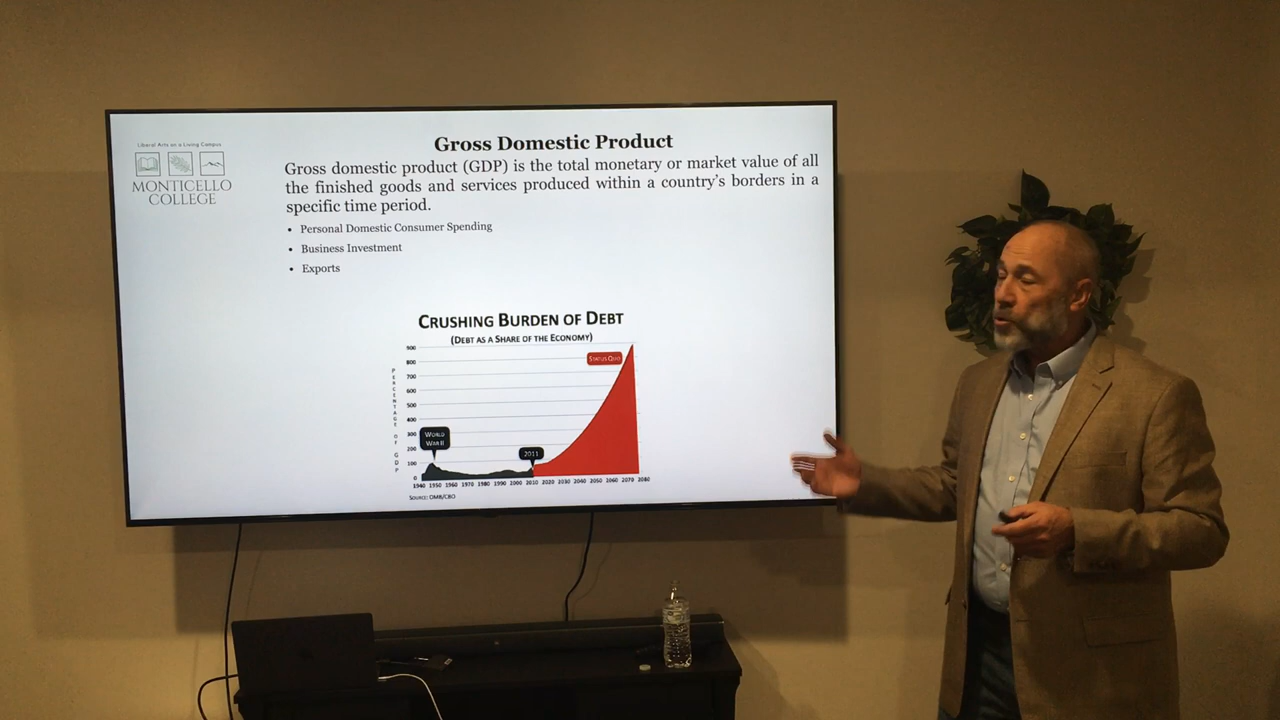 Liberal Arts on a Living Campus
MONTICELLO
COLLEGE
Gross Domestic Product
Gross domestic product (GDP) is the total monetary or market value of all
the finished goods and services produced within a country's borders in a
specific time period.
• Personal Domestic Consumer Spending
• Business Investment
• Exports
CRUSHING BURDEN OF DEBT
(DEBT AS A SHARE OF THE ECONOMY)
PERCENTAGE OF GDP
900
800
700
600
500
400
300
200
100
0
STATUS QUO
WORLD
WAR II
2011
1940 1950 1960 1970 1980 1990 2000 2010 2020 2030 2040 2050 2060 2070 2080
SOURCE: OMB/CBO